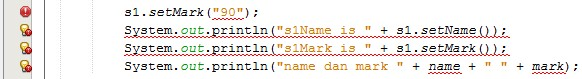 s1.setMark("90");
System.out.println("s1Name is " + s1.setName());
System.out.println("s1Mark is " + s1.setMark());
System.out.println("name dan mark " + name + " " + mark);